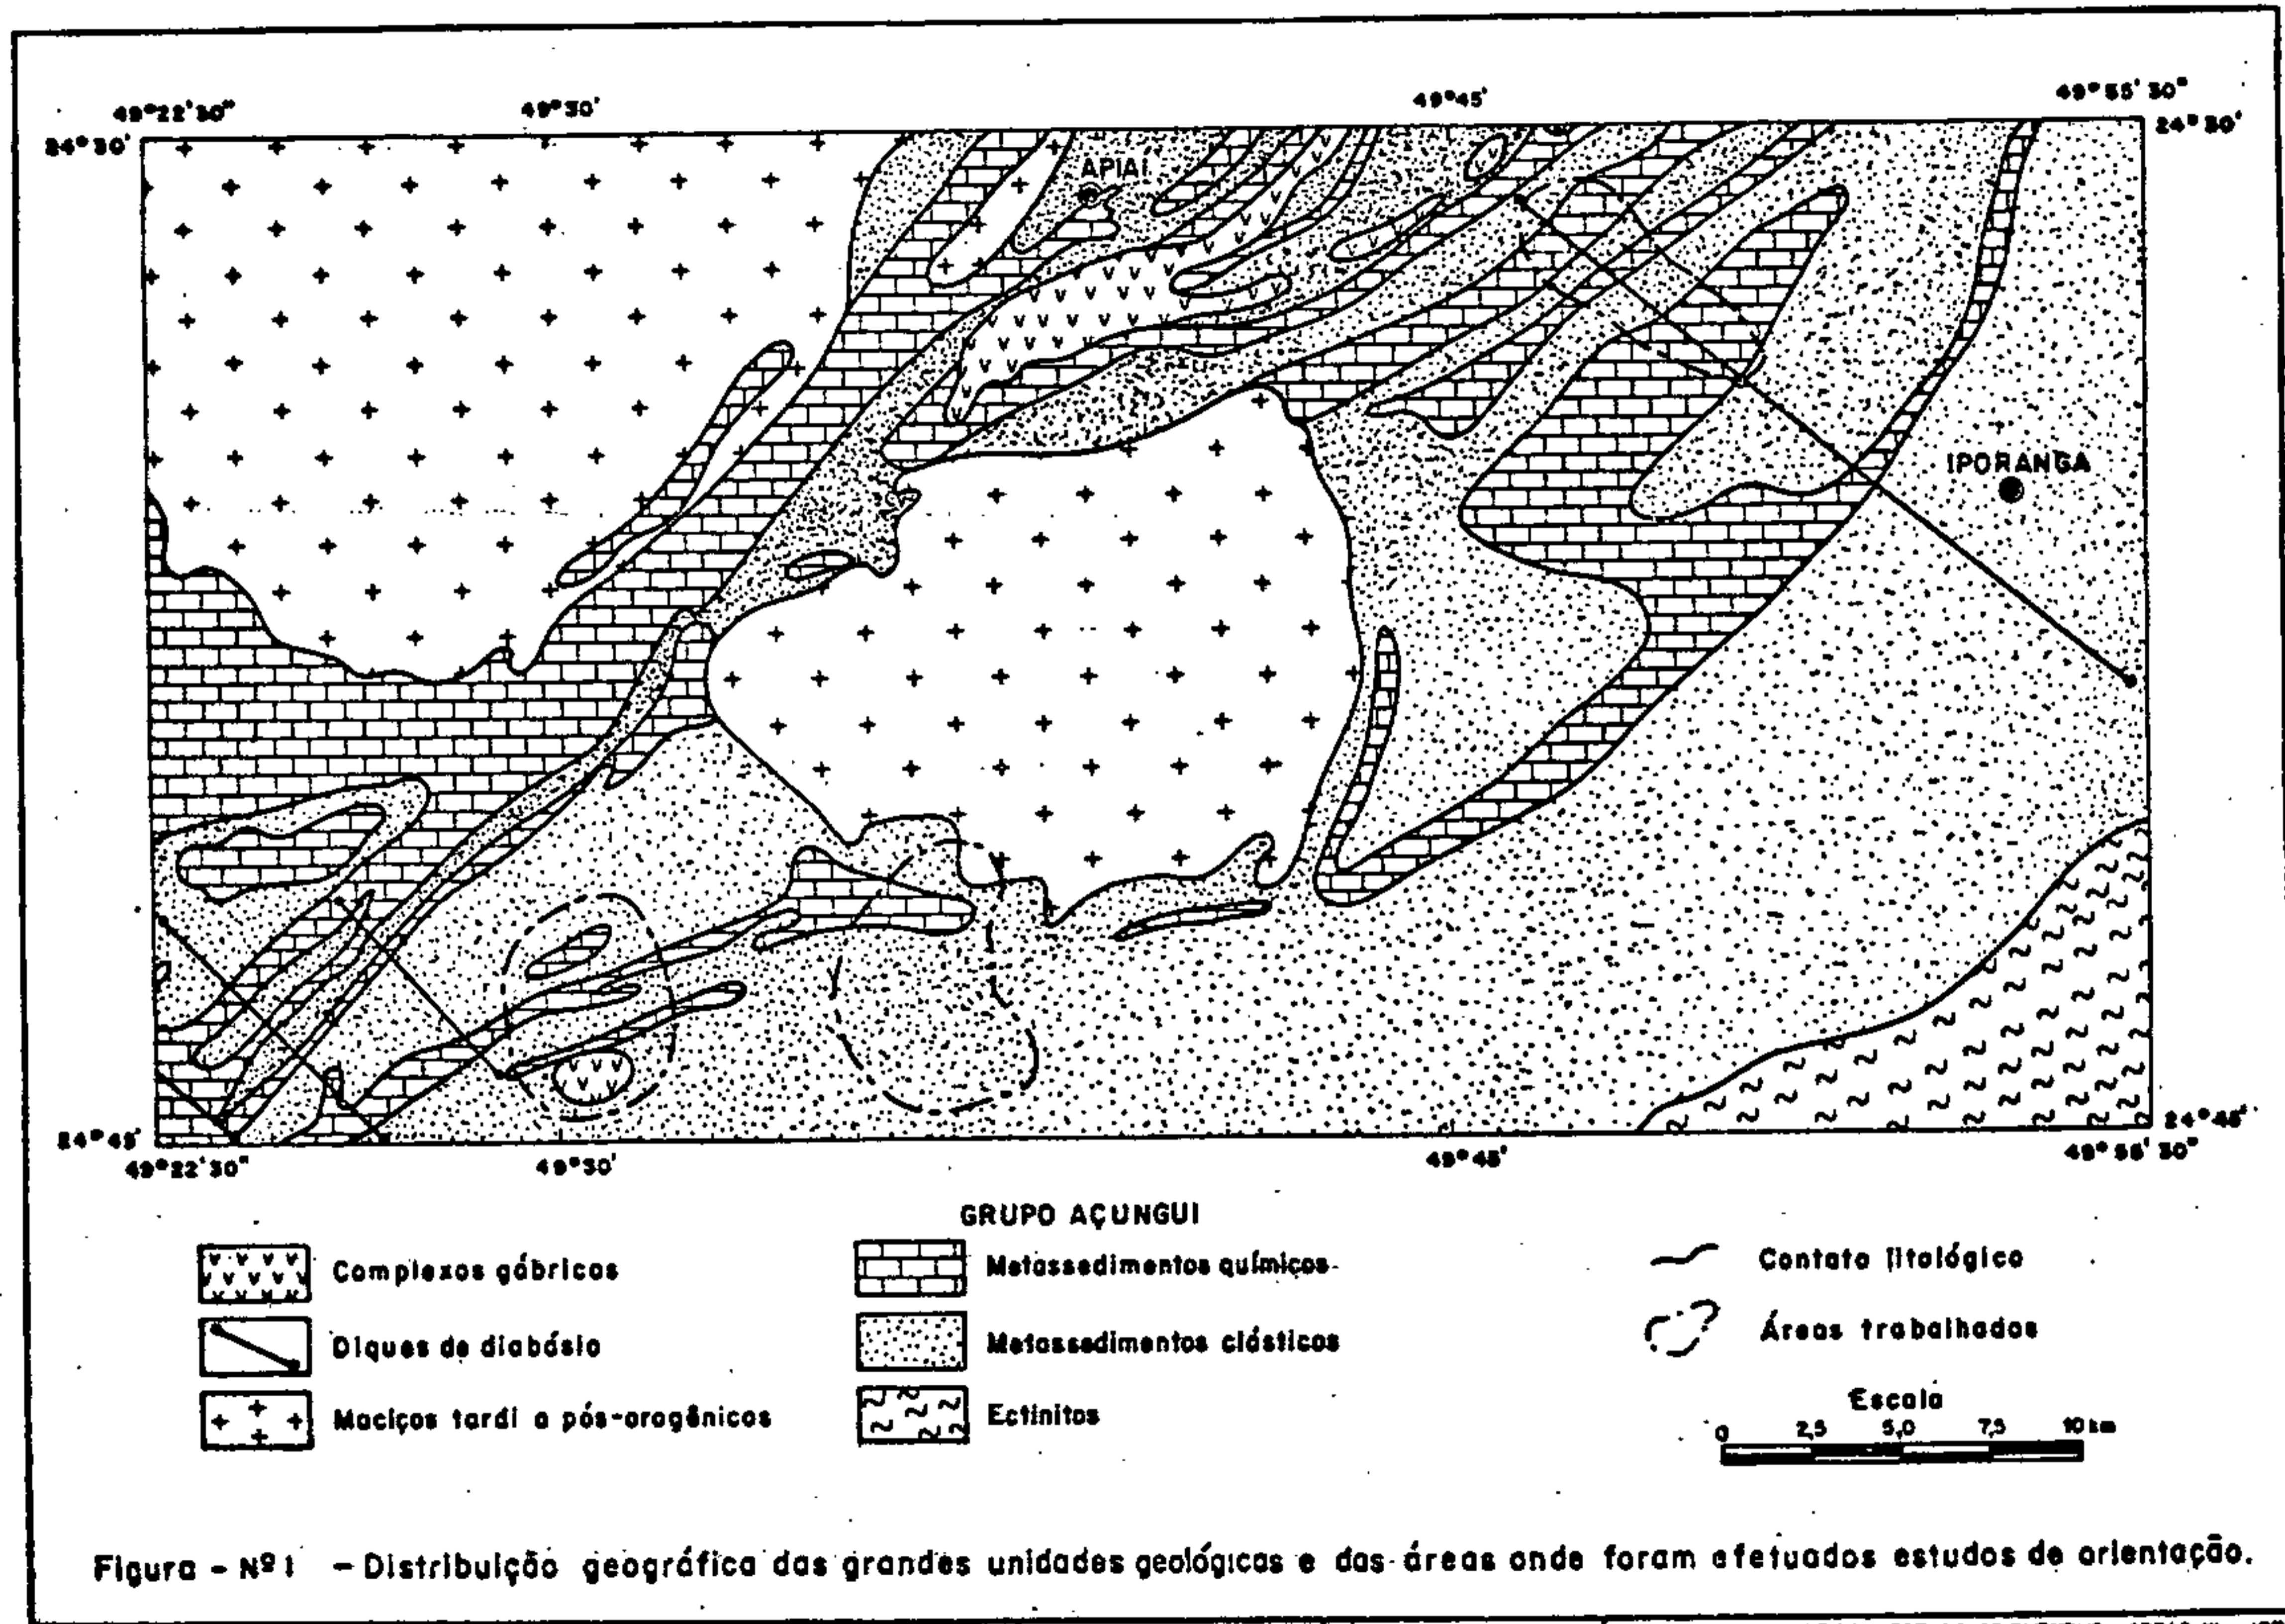 49°22'30" 49°30' 49°45' 49°55'30"
24°30' 24°30'
APIAÍ
IPORANGA
24°45' 24°45'
49°22'30" 49°30' 49°45' 49°55'30"
GRUPO AÇUNGUI
Complexos gábricos
Metassedimentos químicos
Contato litológico
Diques de diabásio
Metassedimentos clásticos
Áreas trabalhadas
Maciços tardi a pós-orogênicos
Ectinitos
Escala
0 2,5 5,0 7,5 10 km
Figura - Nº 1 - Distribuição geográfica das grandes unidades geológicas e das áreas onde foram efetuados estudos de orientação.